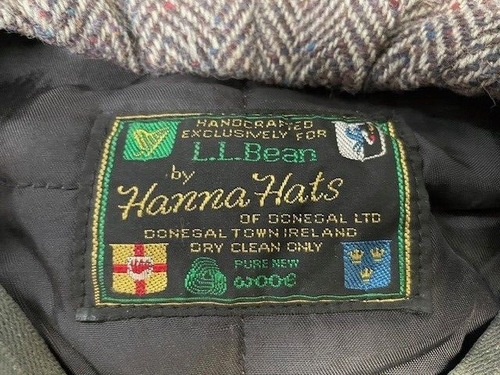 HANDCRAFTED
EXCLUSIVELY FOR
L.L.Bean
by
Hanna Hats
OF DONEGAL LTD
DONEGAL TOWN IRELAND
DRY CLEAN ONLY
PURE NEW
WOOL